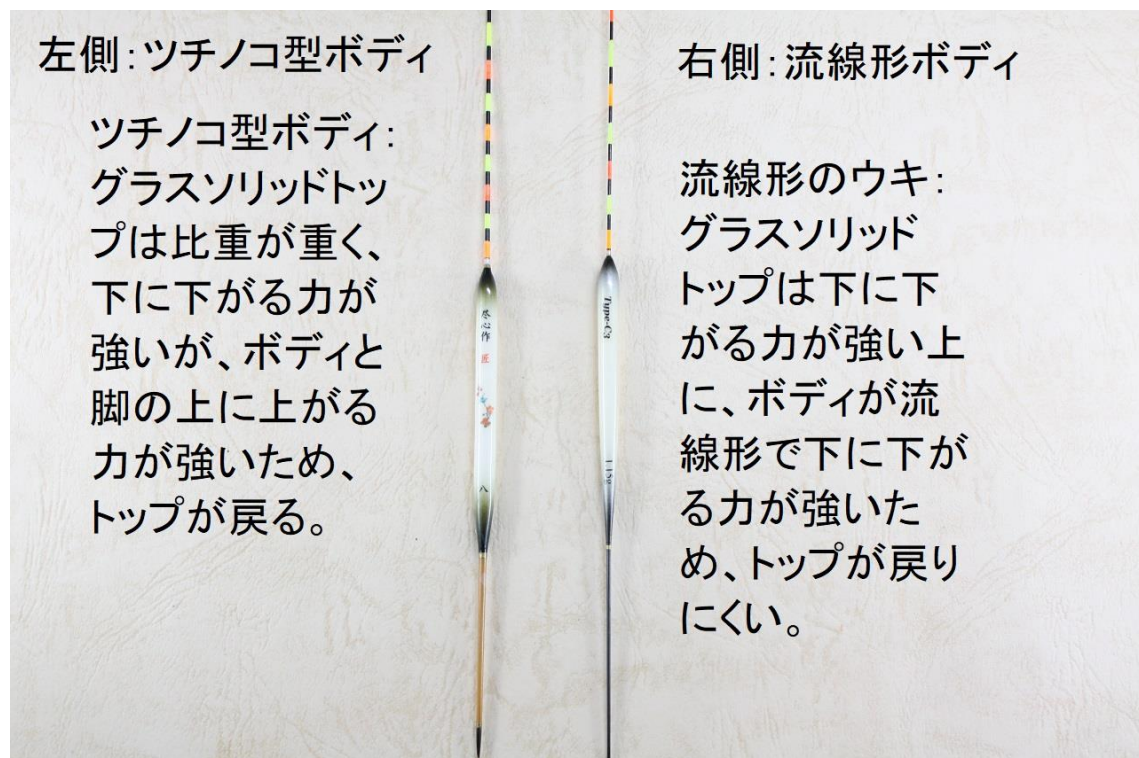 左側：ツチノコ型ボディ
ツチノコ型ボディ：
グラスソリッドトッ
プは比重が重く、
下に下がる力が
強いが、ボディと
脚の上に上がる
力が強いため、
トップが戻る。
尽心作
匠
八
右側：流線形ボディ
流線形のウキ：
グラスソリッド
トップは下に下
がる力が強い上
に、ボディが流
線形で下に下が
る力が強いた
め、トップが戻り
にくい。